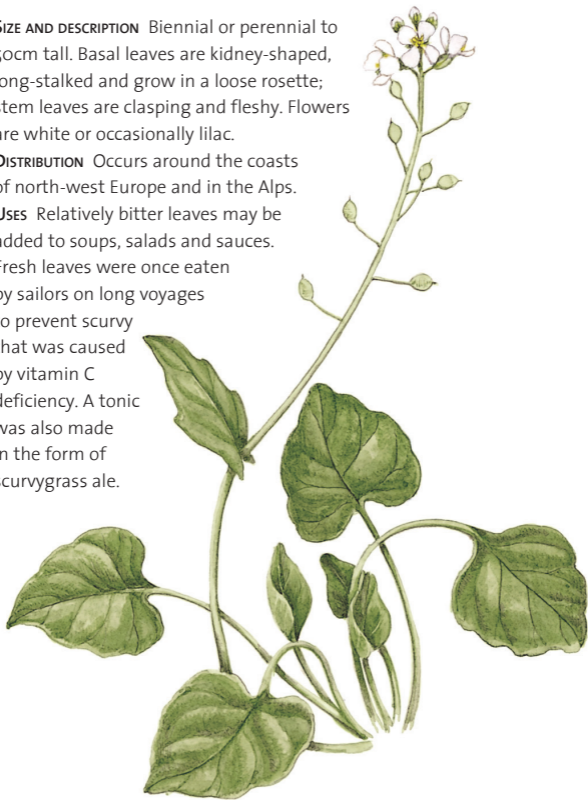 SIZE AND DESCRIPTION Biennial or perennial to
50cm tall. Basal leaves are kidney-shaped,
long-stalked and grow in a loose rosette;
stem leaves are clasping and fleshy. Flowers
are white or occasionally lilac.
DISTRIBUTION Occurs around the coasts
of north-west Europe and in the Alps.
USES Relatively bitter leaves may be
added to soups, salads and sauces.
Fresh leaves were once eaten
by sailors on long voyages
to prevent scurvy
that was caused
by vitamin C
deficiency. A tonic
was also made
in the form of
scurvygrass ale.